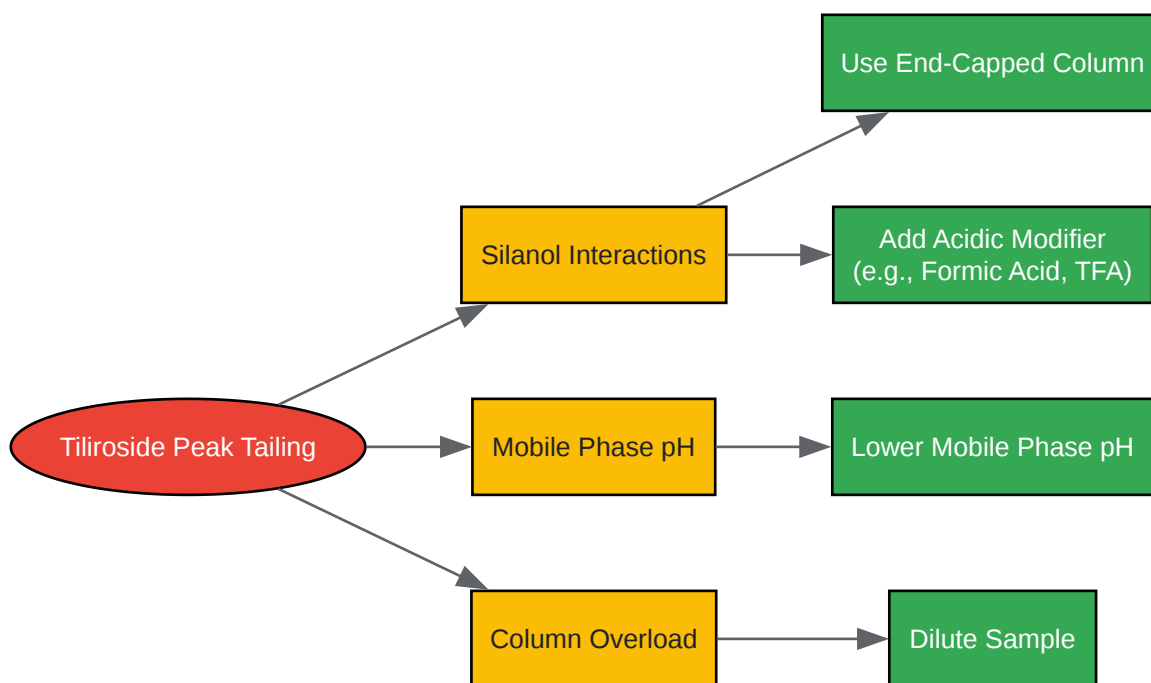 Use End-Capped Column
Silanol Interactions
Add Acidic Modifier
(e.g., Formic Acid, TFA)
Tiliroside Peak Tailing
Mobile Phase pH
Lower Mobile Phase pH
Column Overload
Dilute Sample